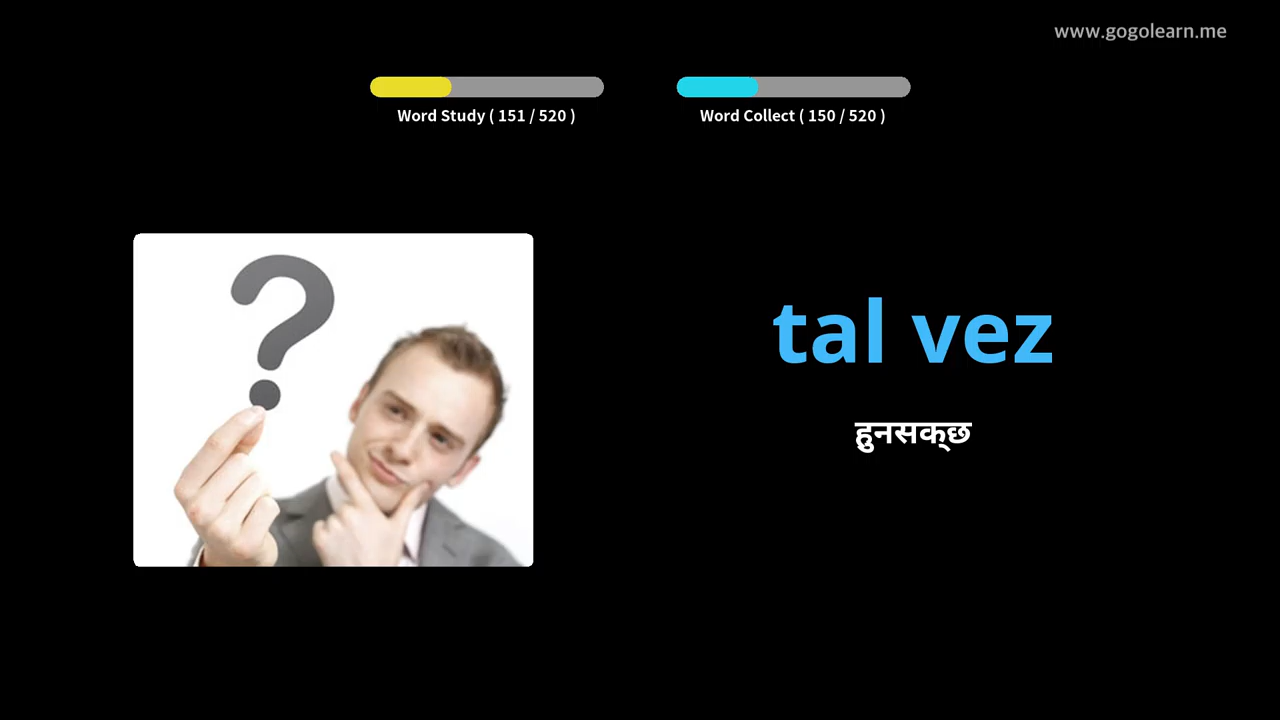 www.gogolearn.me
Word Study ( 151 / 520 )
Word Collect ( 150 / 520 )
?
tal vez
हुनसक्छ